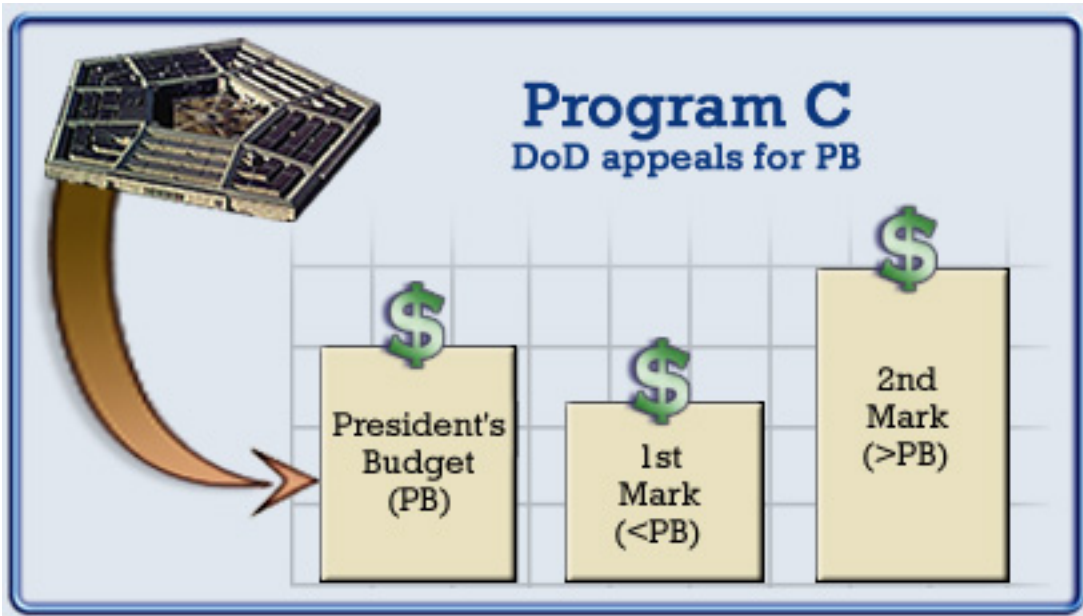 Program C
DoD appeals for PB
$
President's
Budget
(PB)
$
1st
Mark
(<PB)
$
2nd
Mark
(>PB)